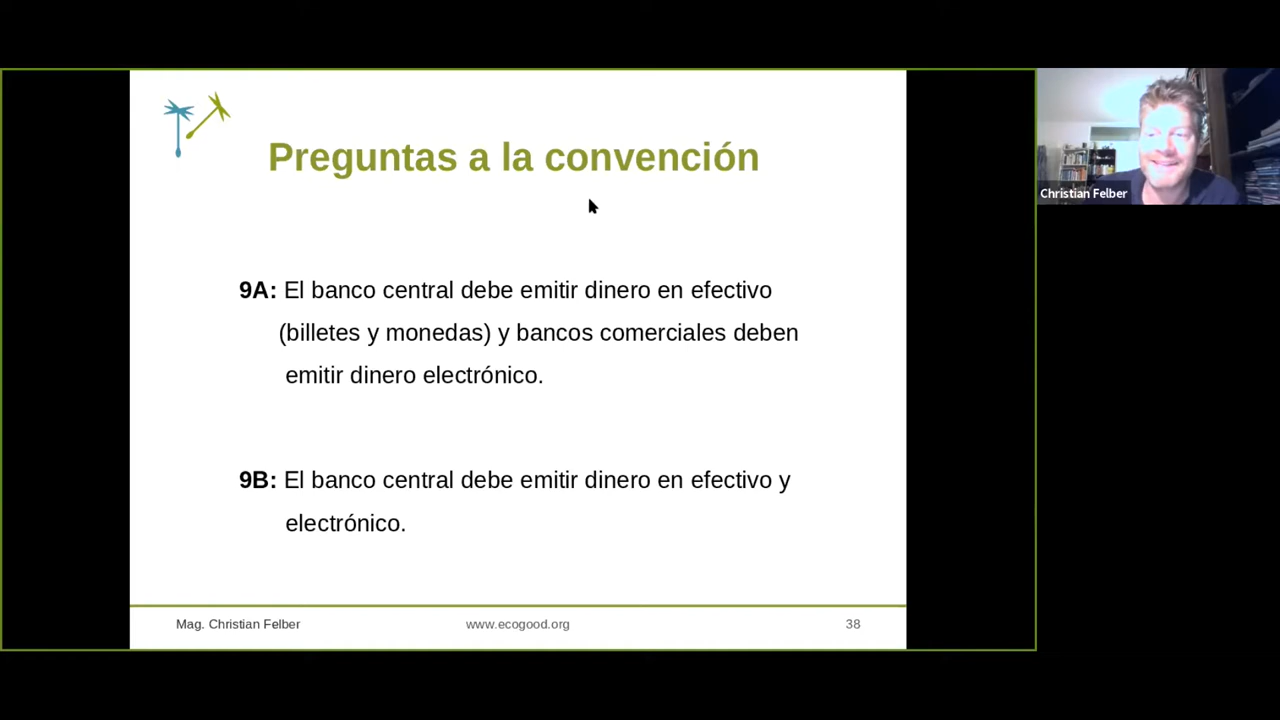 Preguntas a la convención
Christian Felber
9A: El banco central debe emitir dinero en efectivo
(billetes y monedas) y bancos comerciales deben
emitir dinero electrónico.
9B: El banco central debe emitir dinero en efectivo y
electrónico.
Mag. Christian Felber www.ecogood.org 38